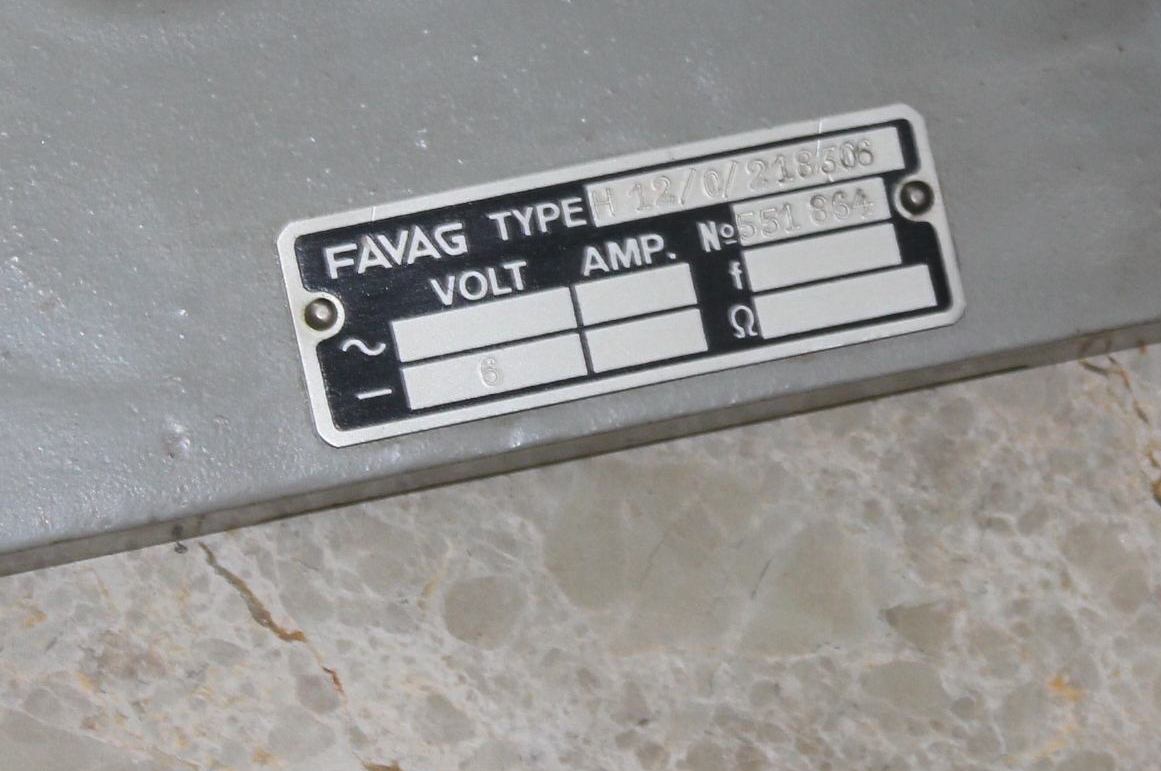 FAVAG TYPE H 12/0/218306
VOLT AMP. Nº 551 864
f
~
Ω
– 6